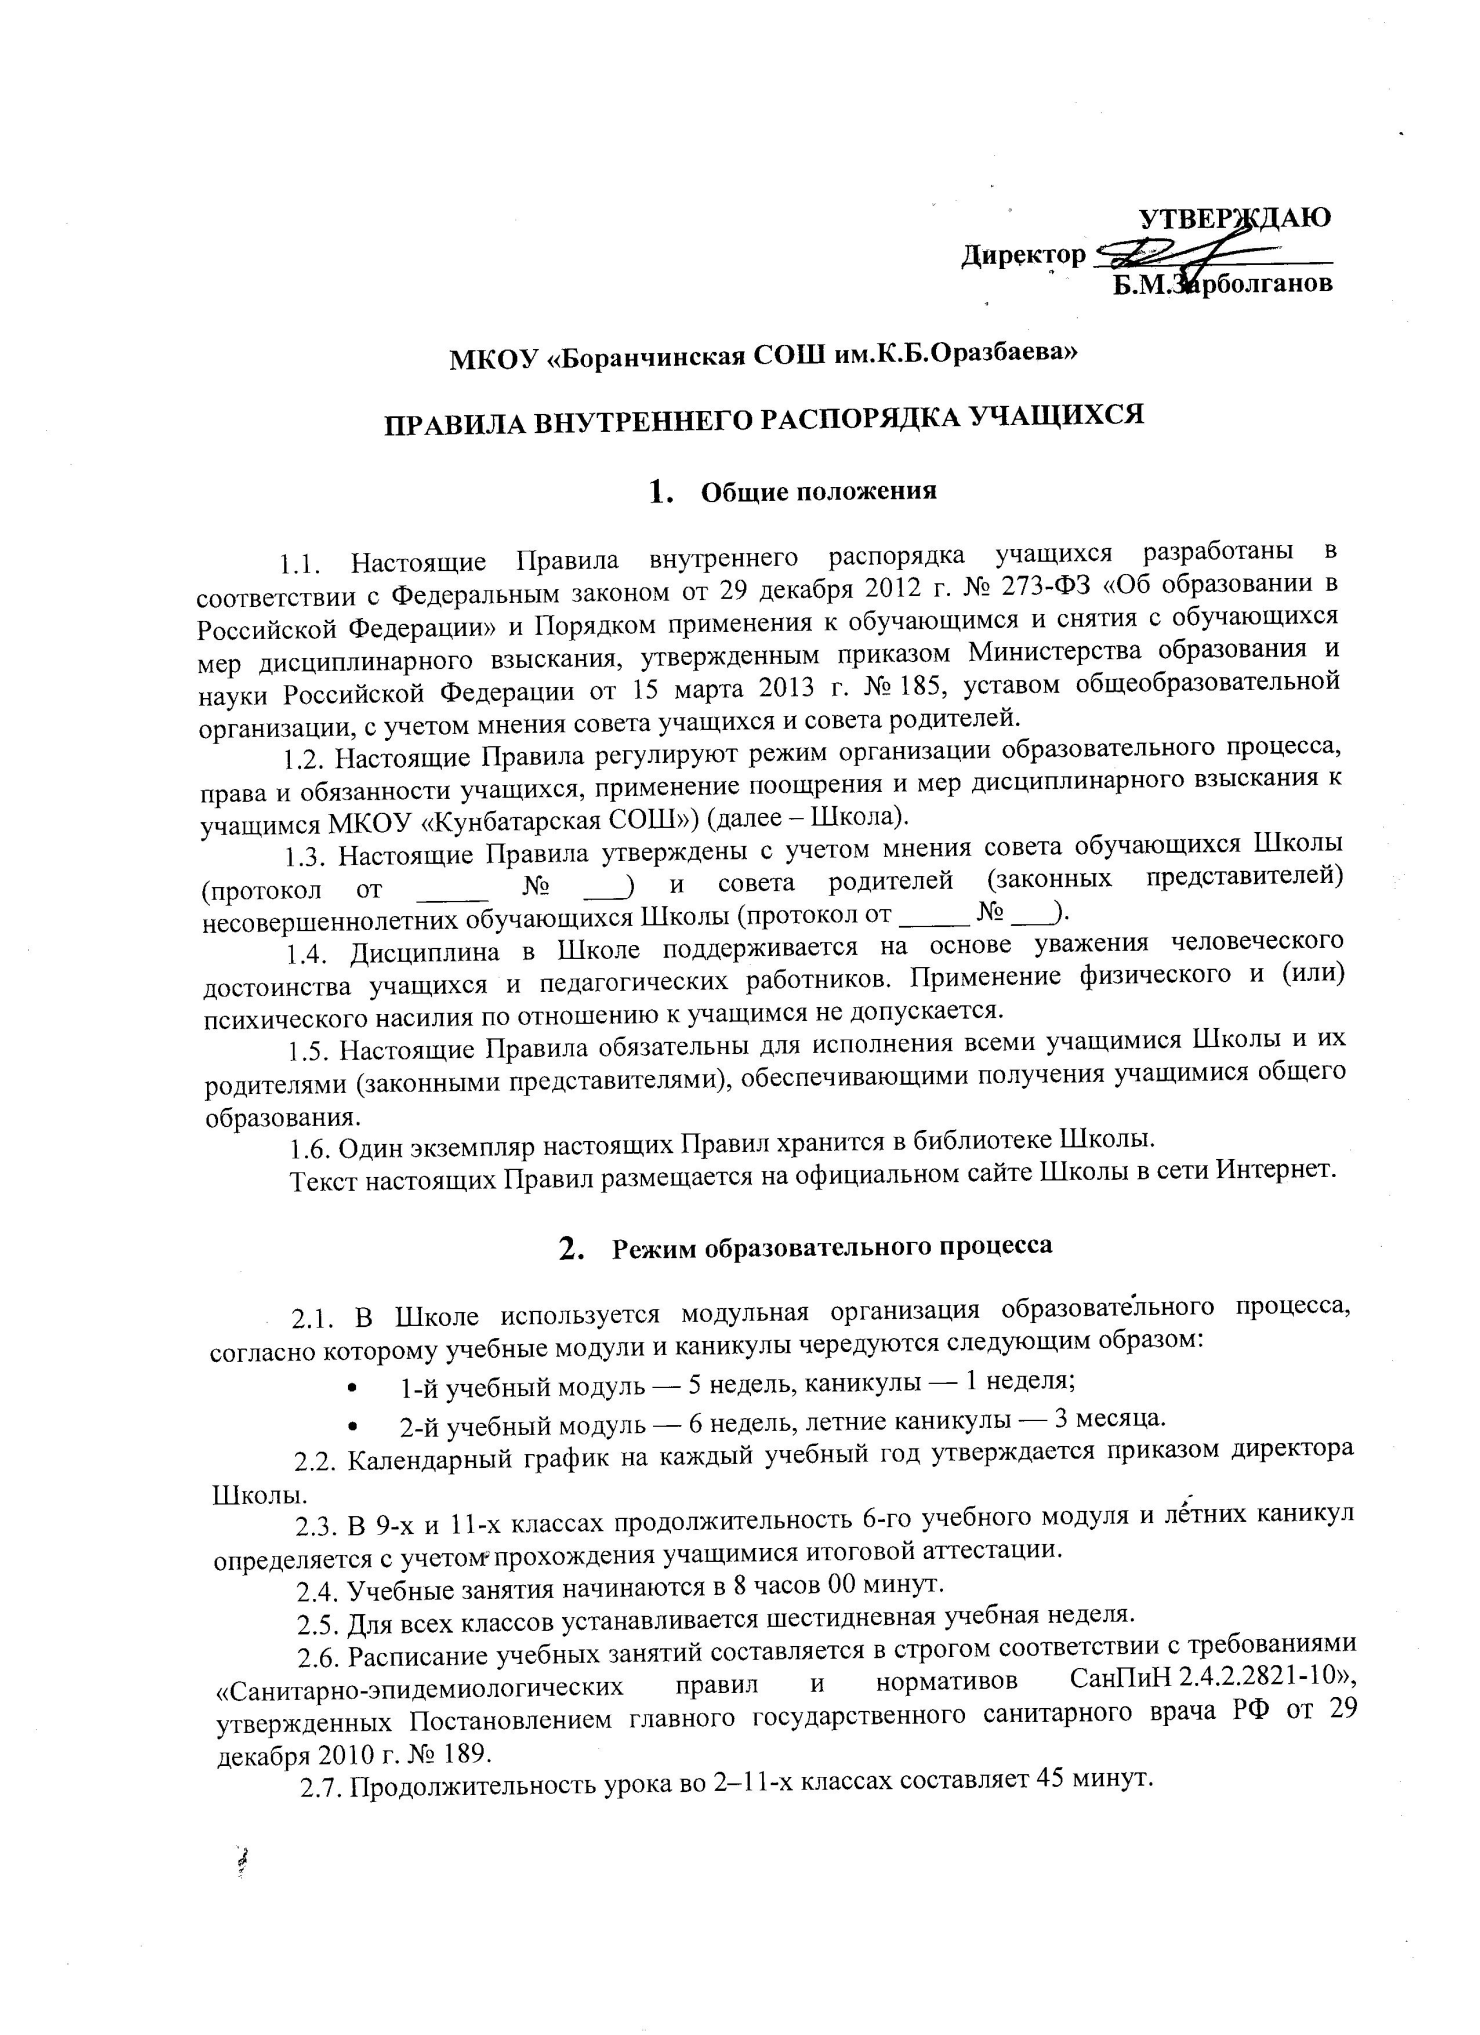 УТВЕРЖДАЮ
Директор _________________
Б.М.Зарболганов
МКОУ «Боранчинская СОШ им.К.Б.Оразбаева»
ПРАВИЛА ВНУТРЕННЕГО РАСПОРЯДКА УЧАЩИХСЯ
1. Общие положения
1.1. Настоящие Правила внутреннего распорядка учащихся разработаны в
соответствии с Федеральным законом от 29 декабря 2012 г. № 273-ФЗ «Об образовании в
Российской Федерации» и Порядком применения к обучающимся и снятия с обучающихся
мер дисциплинарного взыскания, утвержденным приказом Министерства образования и
науки Российской Федерации от 15 марта 2013 г. № 185, уставом общеобразовательной
организации, с учетом мнения совета учащихся и совета родителей.
1.2. Настоящие Правила регулируют режим организации образовательного процесса,
права и обязанности учащихся, применение поощрения и мер дисциплинарного взыскания к
учащимся МКОУ «Кунбатарская СОШ») (далее – Школа).
1.3. Настоящие Правила утверждены с учетом мнения совета обучающихся Школы
(протокол от _____ № ___) и совета родителей (законных представителей)
несовершеннолетних обучающихся Школы (протокол от _____ № ___).
1.4. Дисциплина в Школе поддерживается на основе уважения человеческого
достоинства учащихся и педагогических работников. Применение физического и (или)
психического насилия по отношению к учащимся не допускается.
1.5. Настоящие Правила обязательны для исполнения всеми учащимися Школы и их
родителями (законными представителями), обеспечивающими получения учащимися общего
образования.
1.6. Один экземпляр настоящих Правил хранится в библиотеке Школы.
Текст настоящих Правил размещается на официальном сайте Школы в сети Интернет.
2. Режим образовательного процесса
2.1. В Школе используется модульная организация образовательного процесса,
согласно которому учебные модули и каникулы чередуются следующим образом:
• 1-й учебный модуль — 5 недель, каникулы — 1 неделя;
• 2-й учебный модуль — 6 недель, летние каникулы — 3 месяца.
2.2. Календарный график на каждый учебный год утверждается приказом директора
Школы.
2.3. В 9-х и 11-х классах продолжительность 6-го учебного модуля и летних каникул
определяется с учетом прохождения учащимися итоговой аттестации.
2.4. Учебные занятия начинаются в 8 часов 00 минут.
2.5. Для всех классов устанавливается шестидневная учебная неделя.
2.6. Расписание учебных занятий составляется в строгом соответствии с требованиями
«Санитарно-эпидемиологических правил и нормативов СанПиН 2.4.2.2821-10»,
утвержденных Постановлением главного государственного санитарного врача РФ от 29
декабря 2010 г. № 189.
2.7. Продолжительность урока во 2–11-х классах составляет 45 минут.